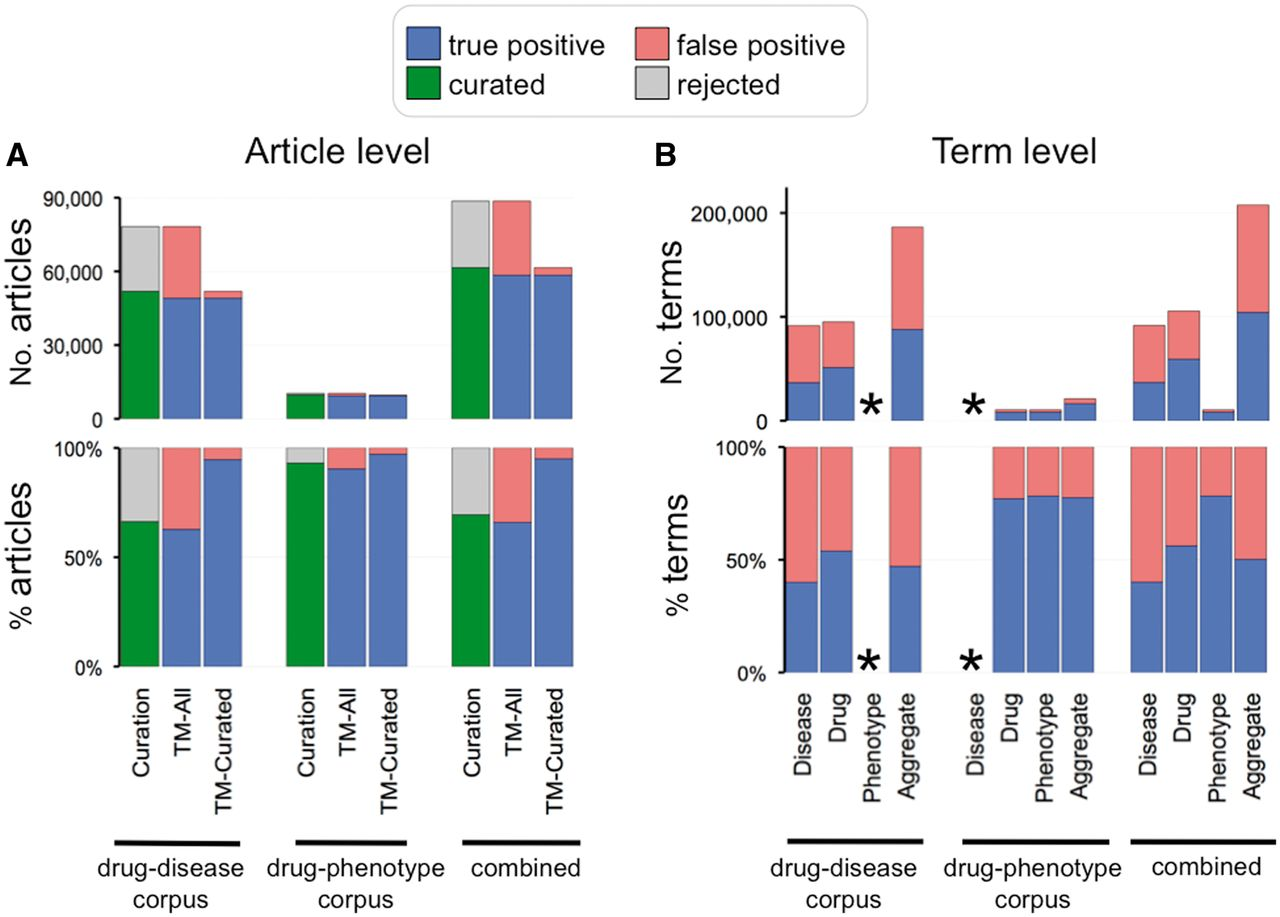 true positive
false positive
curated
rejected
A
Article level
No. articles
90,000
60,000
30,000
0
% articles
100%
50%
0%
Curation
TM-All
TM-Curated
Curation
TM-All
TM-Curated
Curation
TM-All
TM-Curated
drug-disease
corpus
drug-phenotype
corpus
combined
B
Term level
No. terms
200,000
100,000
0
*
*
% terms
100%
50%
0%
*
*
Disease
Drug
Phenotype
Aggregate
Disease
Drug
Phenotype
Aggregate
Disease
Drug
Phenotype
Aggregate
drug-disease
corpus
drug-phenotype
corpus
combined